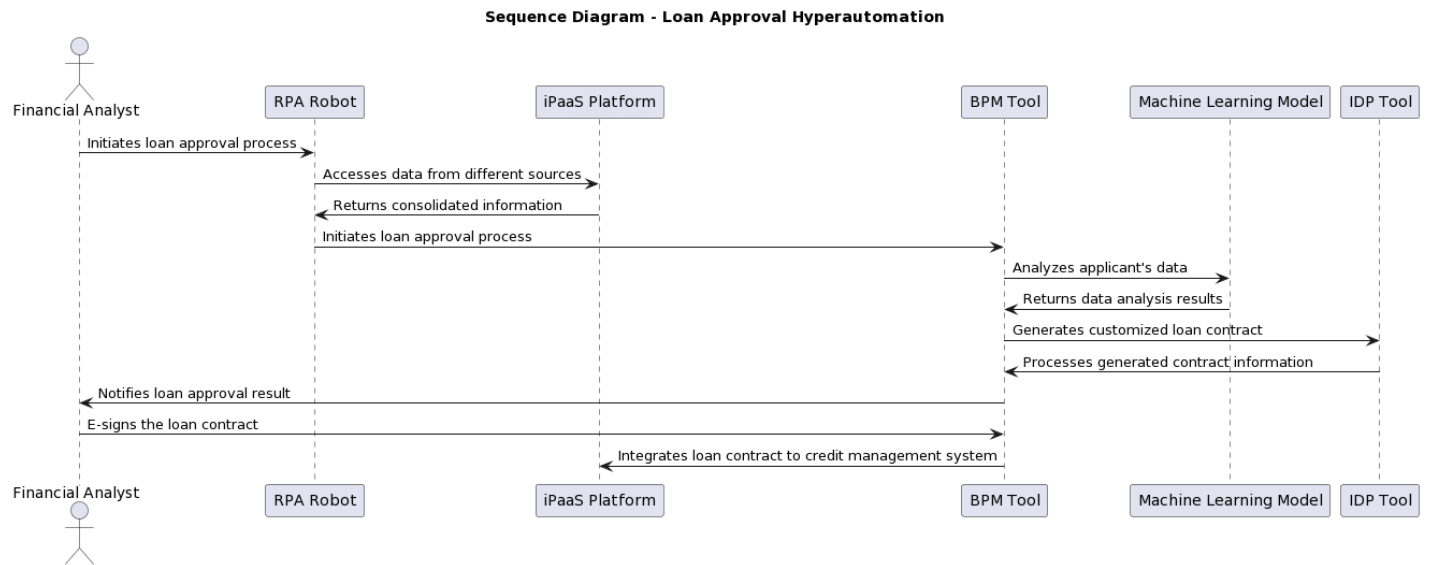 Sequence Diagram - Loan Approval Hyperautomation
Financial Analyst
RPA Robot
iPaaS Platform
BPM Tool
Machine Learning Model
IDP Tool
Initiates loan approval process
Accesses data from different sources
Returns consolidated information
Initiates loan approval process
Analyzes applicant's data
Returns data analysis results
Generates customized loan contract
Processes generated contract information
Notifies loan approval result
E-signs the loan contract
Integrates loan contract to credit management system
Financial Analyst
RPA Robot
iPaaS Platform
BPM Tool
Machine Learning Model
IDP Tool